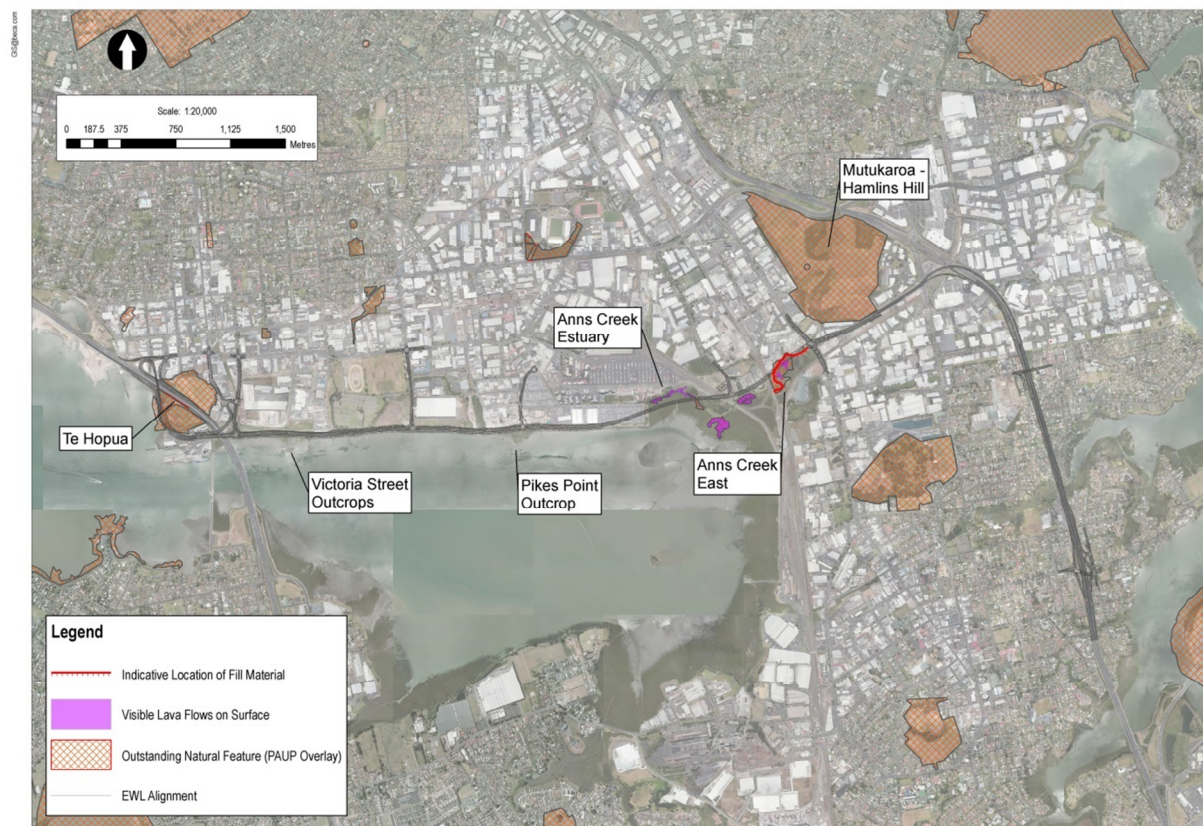 GIS@beca.com
Scale: 1:20,000
0 187.5 375 750 1,125 1,500
Metres
Mutukaroa -
Hamlins Hill
Anns Creek
Estuary
Te Hopua
Victoria Street
Outcrops
Pikes Point
Outcrop
Anns Creek
East
Legend
Indicative Location of Fill Material
Visible Lava Flows on Surface
Outstanding Natural Feature (PAUP Overlay)
EWL Alignment